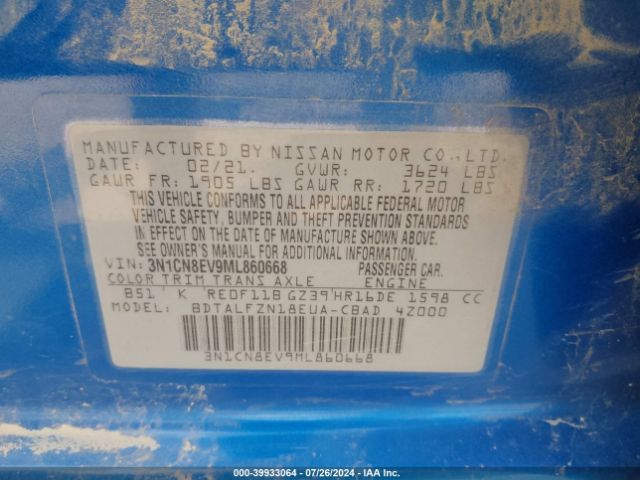 MANUFACTURED BY NISSAN MOTOR CO., LTD.
DATE: 02/21. GVWR: 3624 LBS
GAWR FR: 1905 LBS GAWR RR: 1720 LBS
THIS VEHICLE CONFORMS TO ALL APPLICABLE FEDERAL MOTOR
VEHICLE SAFETY, BUMPER AND THEFT PREVENTION STANDARDS
IN EFFECT ON THE DATE OF MANUFACTURE SHOWN ABOVE.
SEE OWNER'S MANUAL FOR ADDITIONAL INFORMATION.
VIN: 3N1CN8EV9ML860668 PASSENGER CAR.
COLOR TRIM TRANS AXLE ENGINE
B51 K RE0F11B GZ39 HR16DE 1598 CC
MODEL: BDTALFZN18EUA-CBAD 4Z000
3N1CN8EV9ML860668
000-39933064 / 07/26/2024 / IAA Inc.